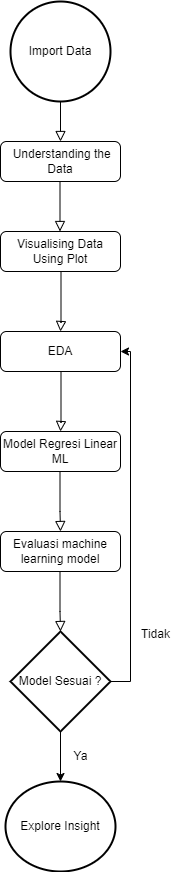 Import Data
Understanding the
Data
Visualising Data
Using Plot
EDA
Model Regresi Linear
ML
Evaluasi machine
learning model
Model Sesuai ?
Tidak
Ya
Explore Insight